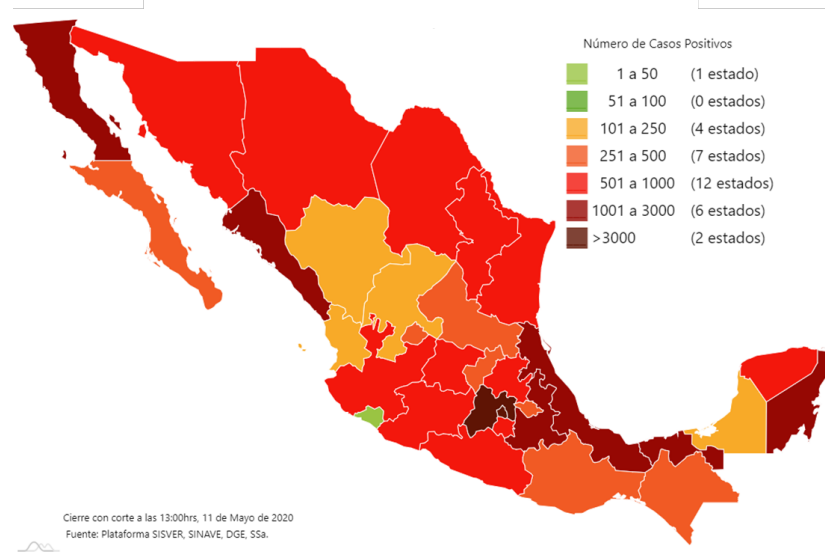 Número de Casos Positivos
1 a 50 (1 estado)
51 a 100 (0 estados)
101 a 250 (4 estados)
251 a 500 (7 estados)
501 a 1000 (12 estados)
1001 a 3000 (6 estados)
>3000 (2 estados)
Cierre con corte a las 13:00hrs, 11 de Mayo de 2020
Fuente: Plataforma SISVER, SINAVE, DGE, SSa.